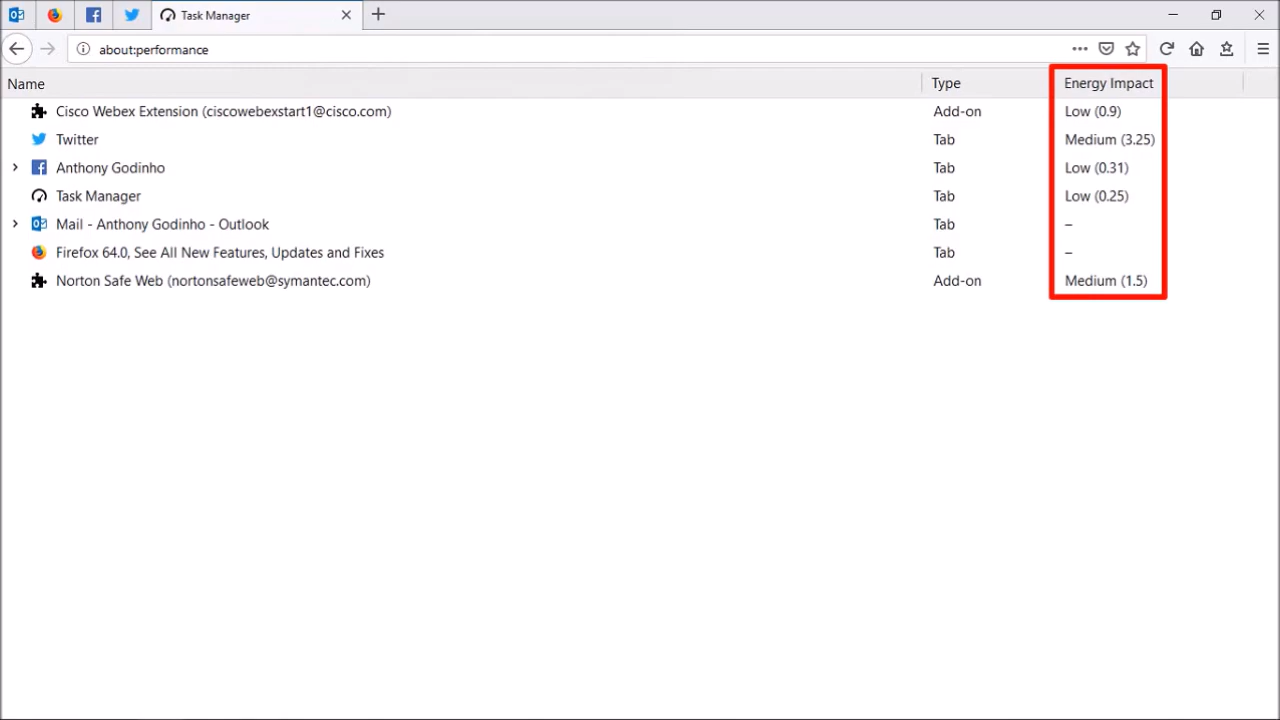 Task Manager
about:performance
Name Type Energy Impact
Cisco Webex Extension (ciscowebexstart1@cisco.com) Add-on Low (0.9)
Twitter Tab Medium (3.25)
Anthony Godinho Tab Low (0.31)
Task Manager Tab Low (0.25)
Mail - Anthony Godinho - Outlook Tab –
Firefox 64.0, See All New Features, Updates and Fixes Tab –
Norton Safe Web (nortonsafeweb@symantec.com) Add-on Medium (1.5)